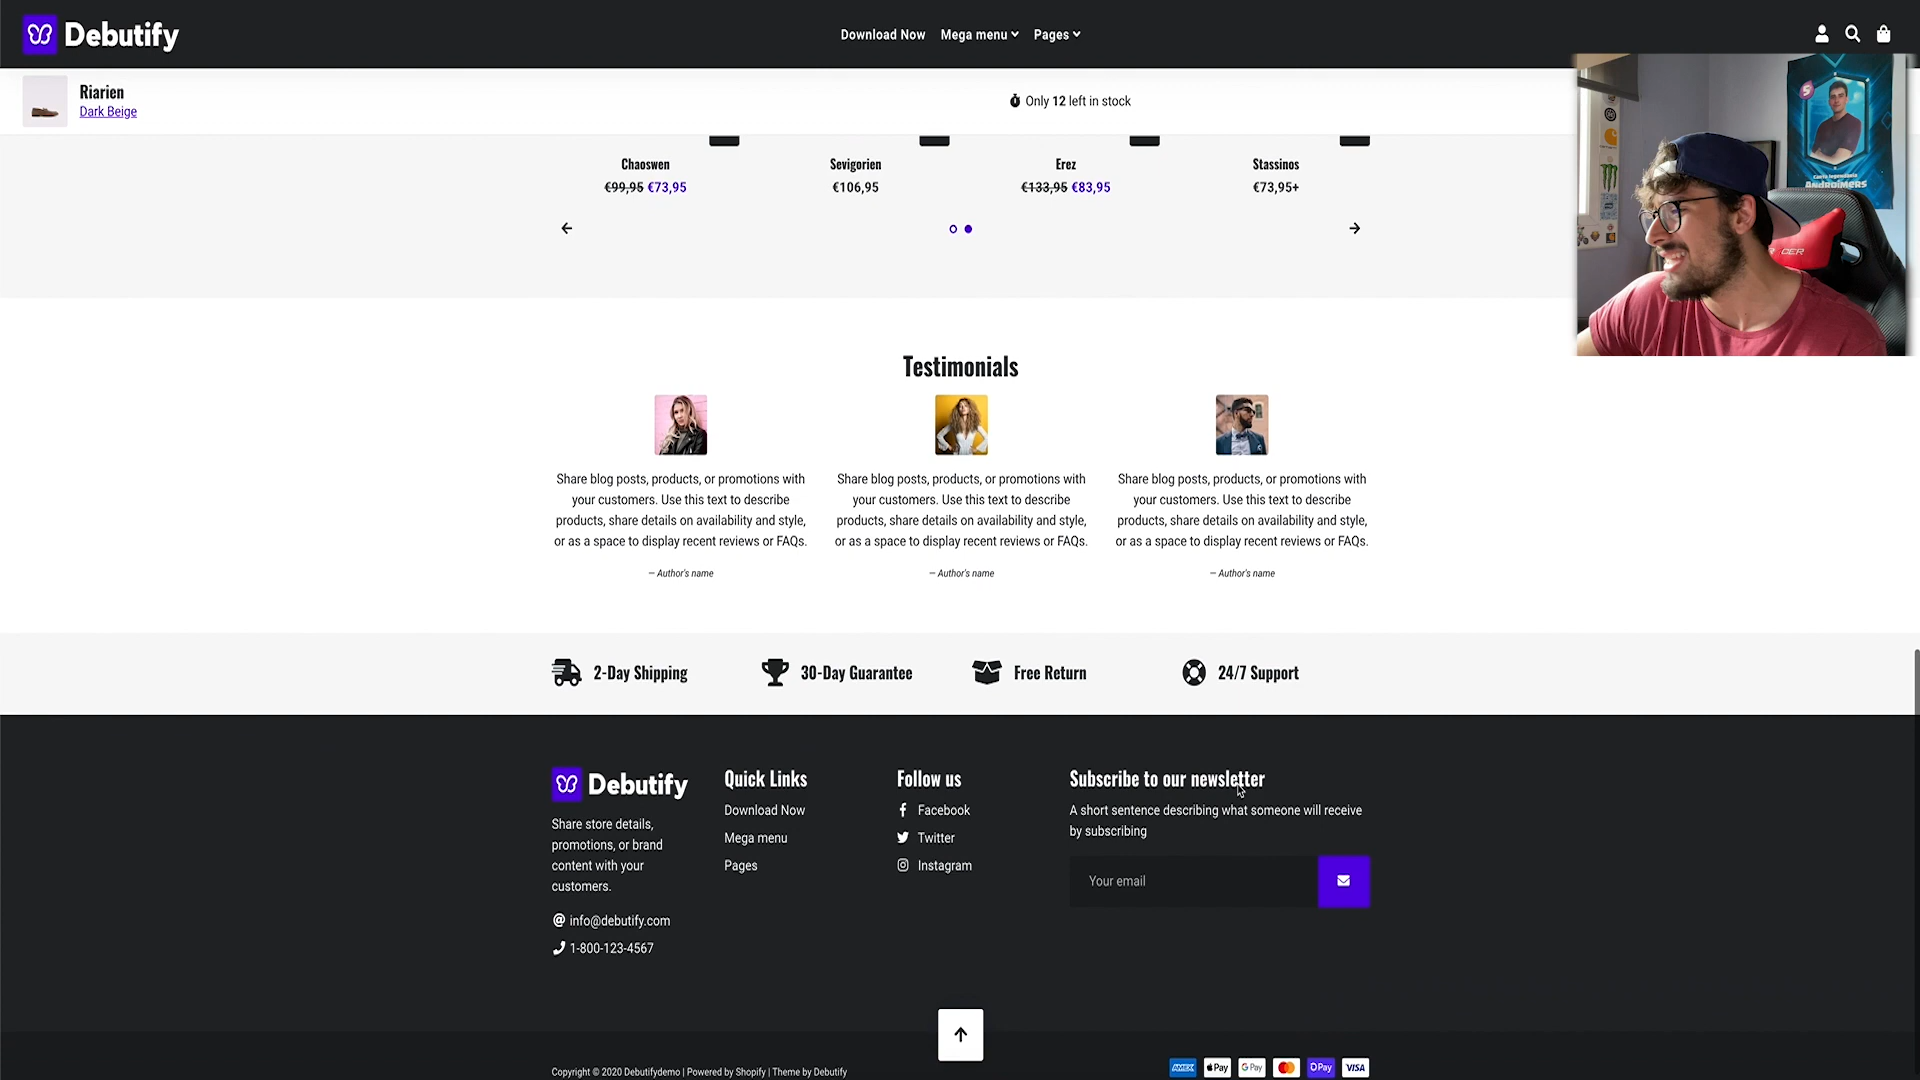 Debutify
Download Now Mega menu Pages
Riarien
Dark Beige
Only 12 left in stock
Chaoswen
€99,95 €73,95
Sevigorien
€106,95
Erez
€133,95 €83,95
Stassinos
€73,95+
Testimonials
Share blog posts, products, or promotions with
your customers. Use this text to describe
products, share details on availability and style,
or as a space to display recent reviews or FAQs.
– Author's name
Share blog posts, products, or promotions with
your customers. Use this text to describe
products, share details on availability and style,
or as a space to display recent reviews or FAQs.
– Author's name
Share blog posts, products, or promotions with
your customers. Use this text to describe
products, share details on availability and style,
or as a space to display recent reviews or FAQs.
– Author's name
2-Day Shipping
30-Day Guarantee
Free Return
24/7 Support
Debutify
Share store details,
promotions, or brand
content with your
customers.
info@debutify.com
1-800-123-4567
Quick Links
Download Now
Mega menu
Pages
Follow us
Facebook
Twitter
Instagram
Subscribe to our newsletter
A short sentence describing what someone will receive
by subscribing
Your email
Copyright © 2020 Debutifydemo | Powered by Shopify | Theme by Debutify
AMEX
Pay
G Pay
Pay
VISA
ANDROIMERS